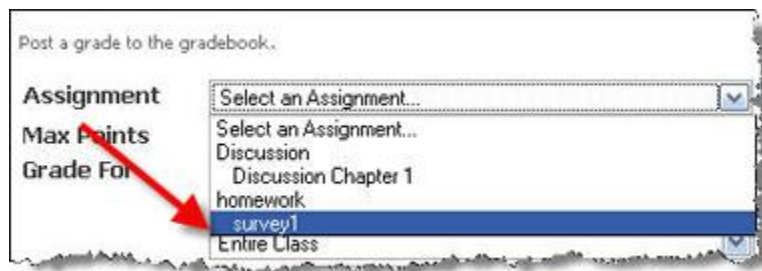 Post a grade to the gradebook.
Assignment Select an Assignment...
Max Points Select an Assignment...
Discussion
Grade For Discussion Chapter 1
homework
survey1
Entire Class